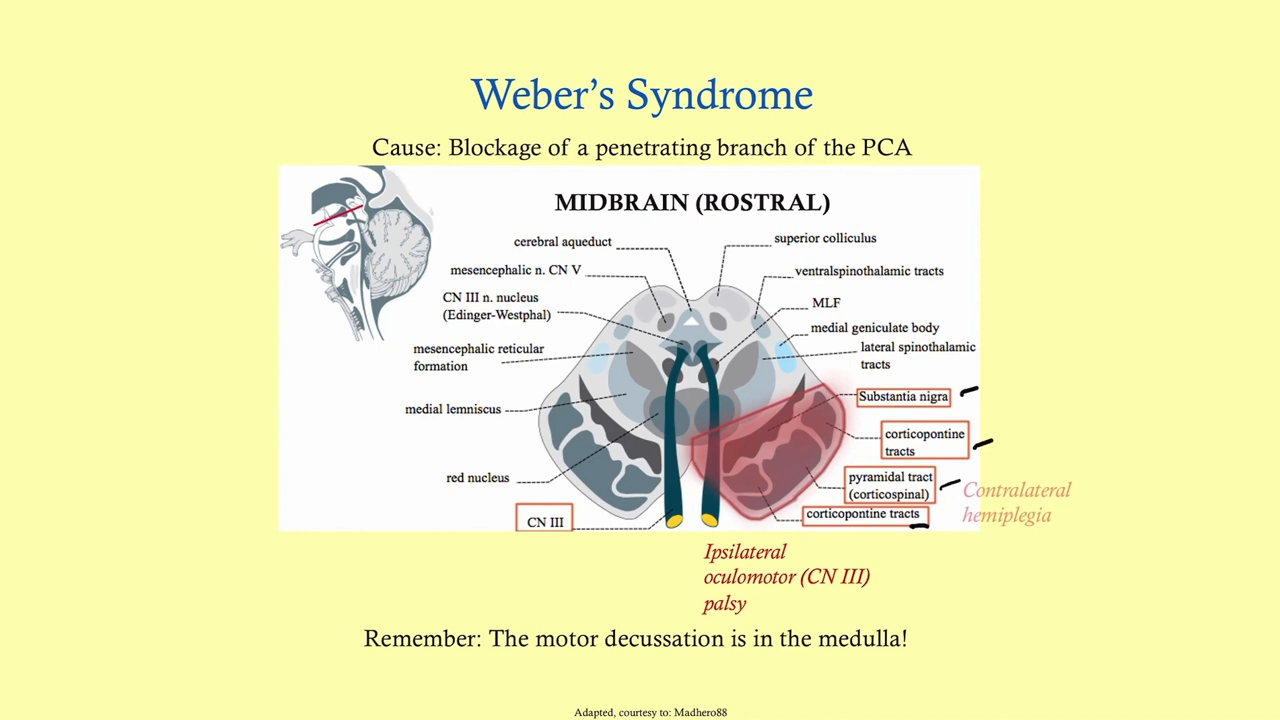 Weber’s Syndrome
Cause: Blockage of a penetrating branch of the PCA
MIDBRAIN (ROSTRAL)
cerebral aqueduct
superior colliculus
mesencephalic n. CN V
ventralspinothalamic tracts
CN III n. nucleus
(Edinger-Westphal)
MLF
medial geniculate body
mesencephalic reticular
formation
lateral spinothalamic
tracts
Substantia nigra
medial lemniscus
corticopontine
tracts
red nucleus
pyramidal tract
(corticospinal)
Contralateral
hemiplegia
corticopontine tracts
CN III
Ipsilateral
oculomotor (CN III)
palsy
Remember: The motor decussation is in the medulla!
Adapted, courtesy to: Madhero88